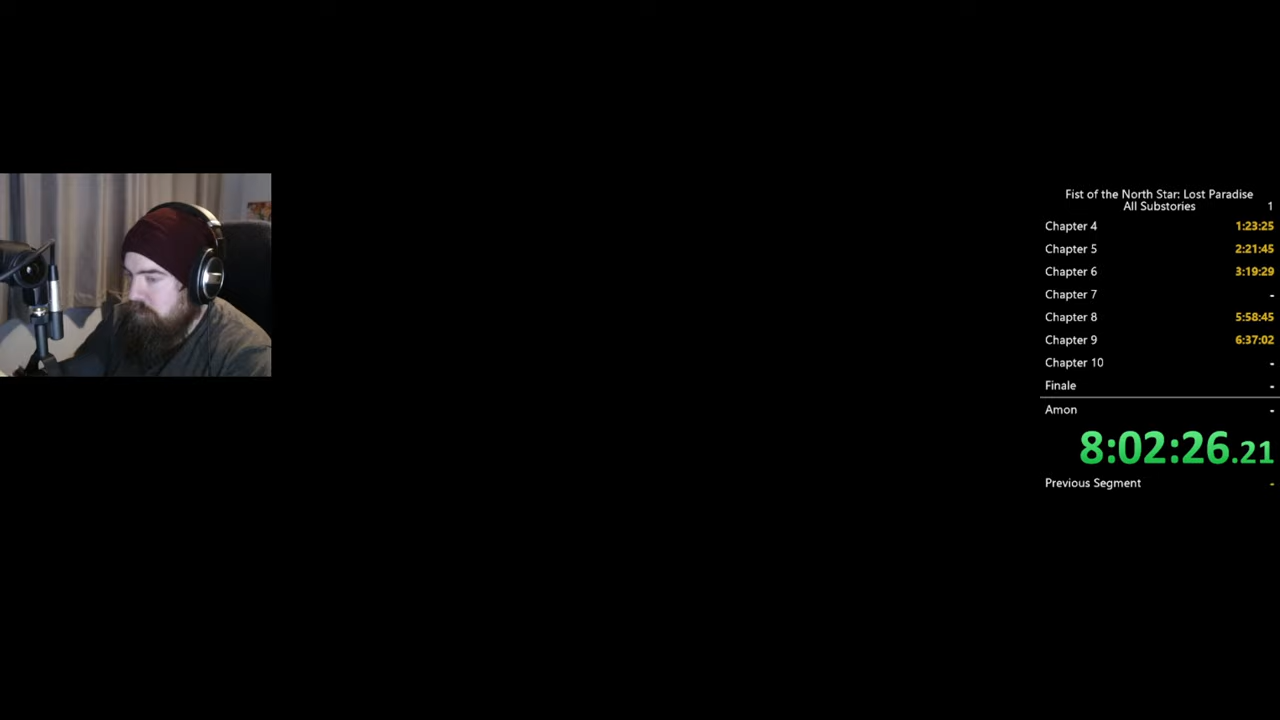 Fist of the North Star: Lost Paradise
All Substories 1
Chapter 4 1:23:25
Chapter 5 2:21:45
Chapter 6 3:19:29
Chapter 7 -
Chapter 8 5:58:45
Chapter 9 6:37:02
Chapter 10 -
Finale -
Amon -
8:02:26.21
Previous Segment -